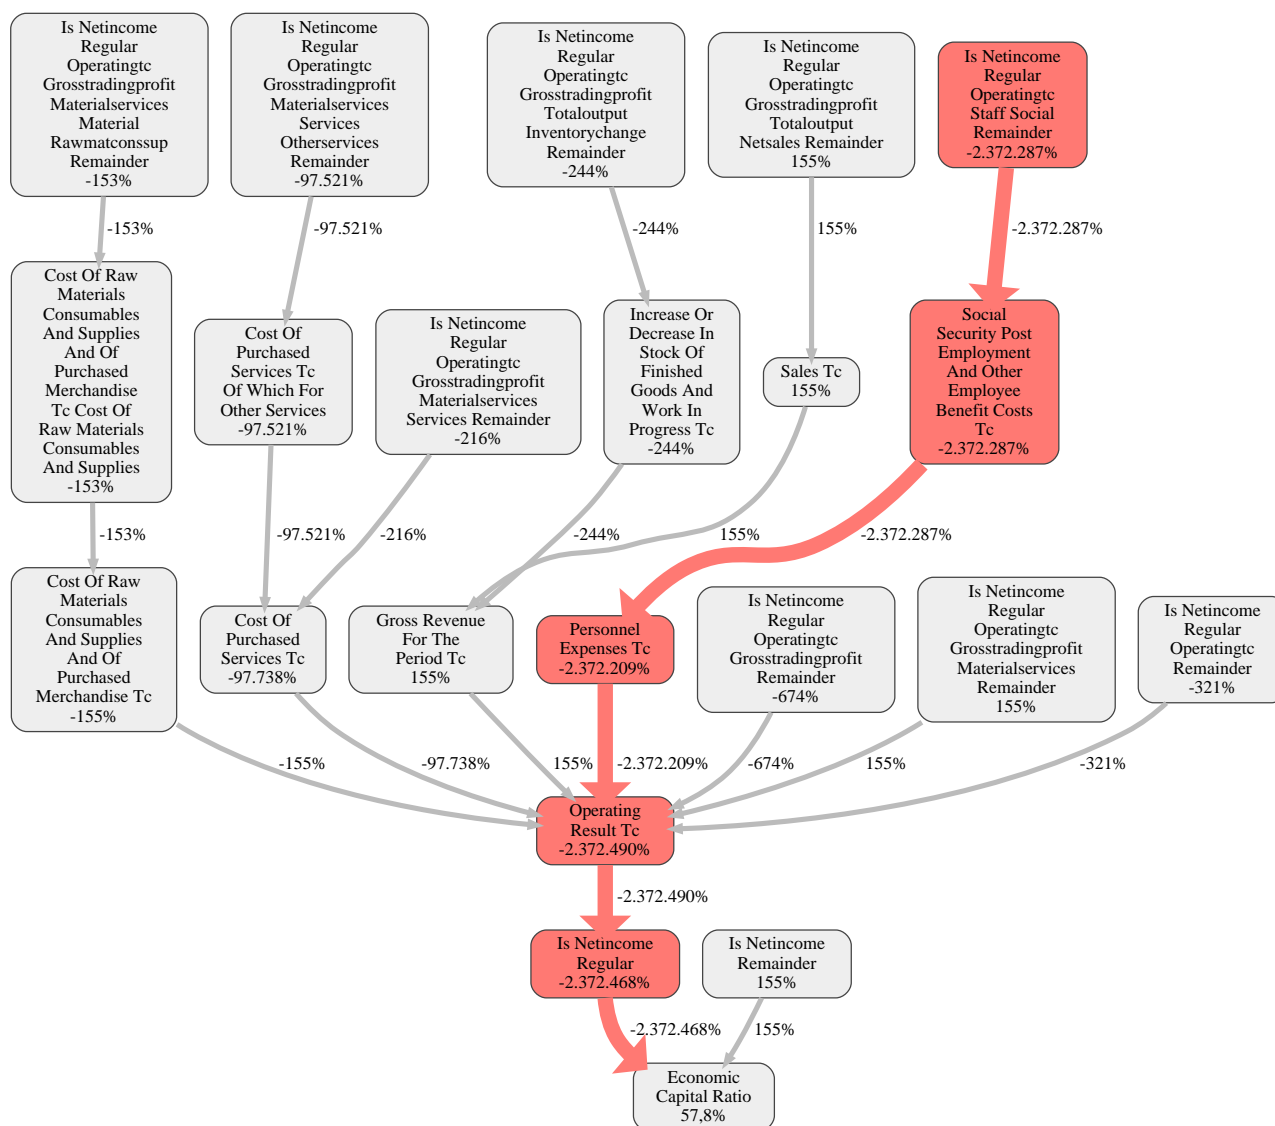 Is Netincome
Regular
Operatingtc
Grosstradingprofit
Materialservices
Material
Rawmatconssup
Remainder
-153%
Is Netincome
Regular
Operatingtc
Grosstradingprofit
Materialservices
Services
Otherservices
Remainder
-97.521%
Is Netincome
Regular
Operatingtc
Grosstradingprofit
Totaloutput
Inventorychange
Remainder
-244%
Is Netincome
Regular
Operatingtc
Grosstradingprofit
Totaloutput
Netsales Remainder
155%
Is Netincome
Regular
Operatingtc
Staff Social
Remainder
-2.372.287%
-153%
-97.521%
-244%
155%
-2.372.287%
Cost Of Raw
Materials
Consumables
And Supplies
And Of
Purchased
Merchandise
Tc Cost Of
Raw Materials
Consumables
And Supplies
-153%
Cost Of
Purchased
Services Tc
Of Which For
Other Services
-97.521%
Is Netincome
Regular
Operatingtc
Grosstradingprofit
Materialservices
Services Remainder
-216%
Increase Or
Decrease In
Stock Of
Finished
Goods And
Work In
Progress Tc
-244%
Sales Tc
155%
Social
Security Post
Employment
And Other
Employee
Benefit Costs
Tc
-2.372.287%
-153%
-97.521%
-216%
-244%
155%
-2.372.287%
Cost Of Raw
Materials
Consumables
And Supplies
And Of
Purchased
Merchandise Tc
-155%
Cost Of
Purchased
Services Tc
-97.738%
Gross Revenue
For The
Period Tc
155%
Personnel
Expenses Tc
-2.372.209%
Is Netincome
Regular
Operatingtc
Grosstradingprofit
Remainder
-674%
Is Netincome
Regular
Operatingtc
Grosstradingprofit
Materialservices
Remainder
155%
Is Netincome
Regular
Operatingtc
Remainder
-321%
-155%
-97.738%
155%
-2.372.209%
-674%
155%
-321%
Operating
Result Tc
-2.372.490%
-2.372.490%
Is Netincome
Regular
-2.372.468%
Is Netincome
Remainder
155%
-2.372.468%
155%
Economic
Capital Ratio
57,8%